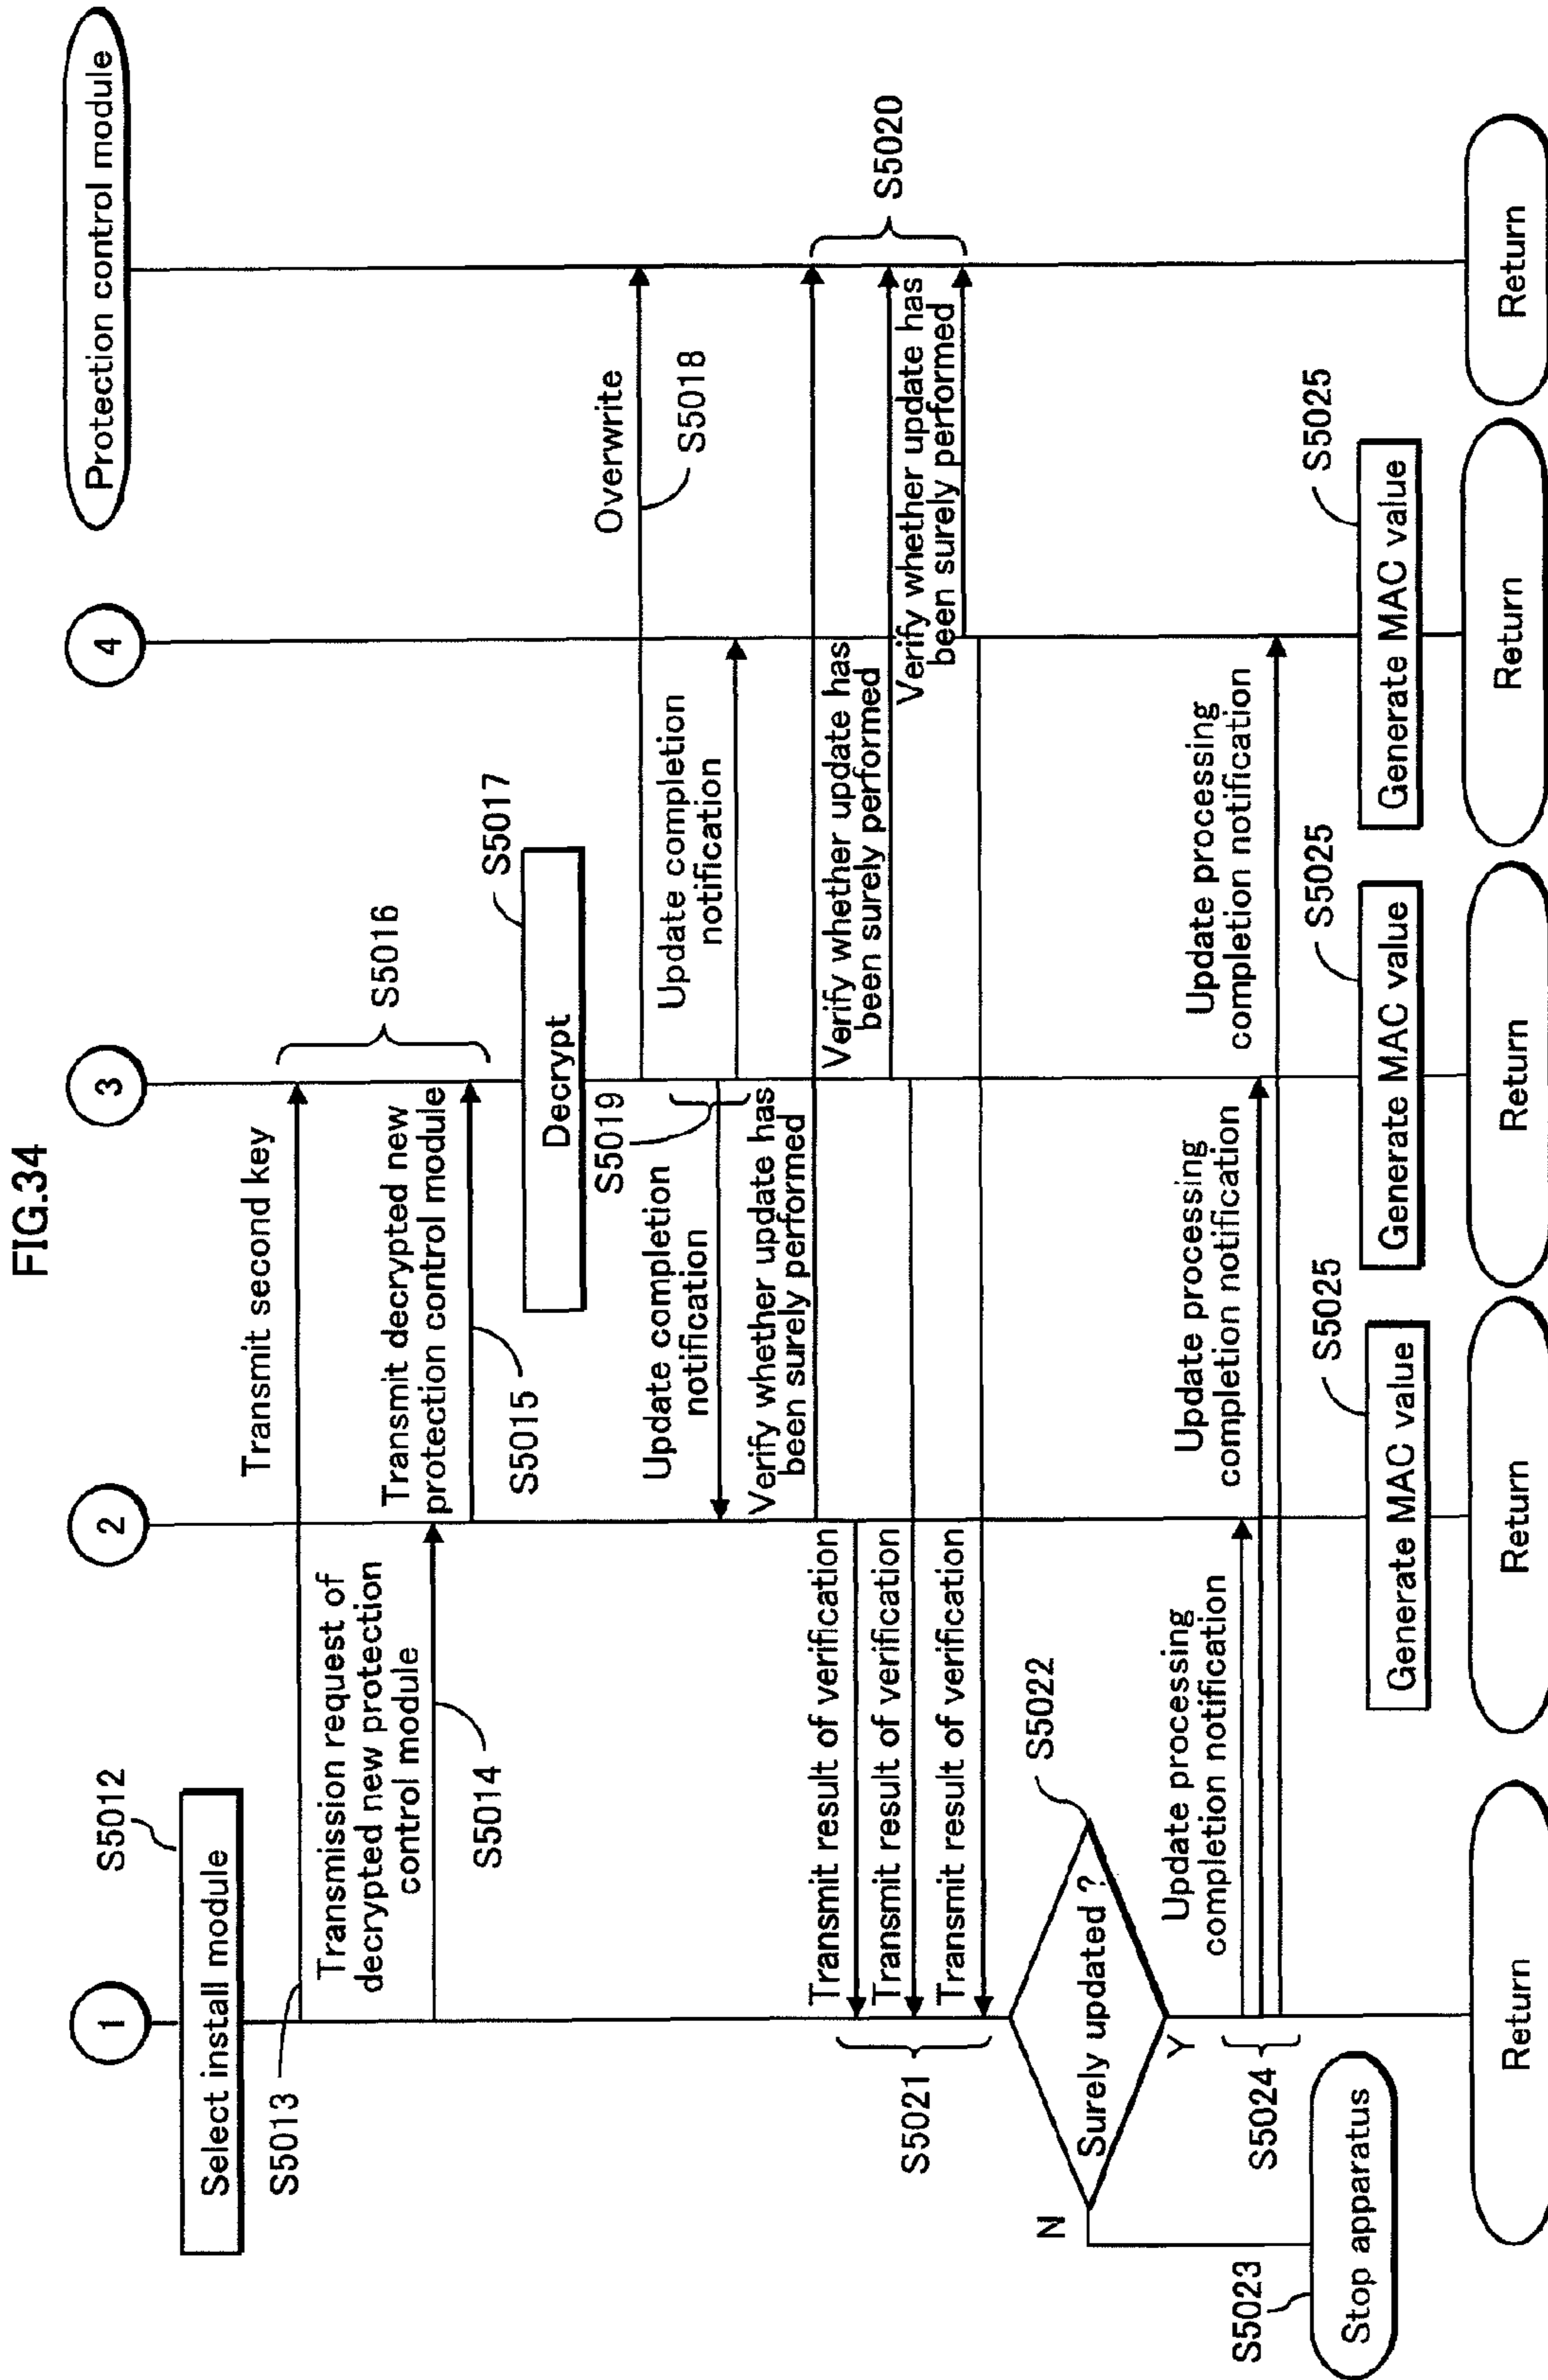 FIG.34
1
2
3
4
Protection control module
Select install module
S5012
S5013
Transmit second key
Transmission request of
decrypted new protection
control module
S5014
Transmit decrypted new
protection control module
S5015
S5016
Decrypt
S5017
Overwrite
S5018
S5019
Update completion
notification
Update completion
notification
Verify whether update has
been surely performed
Verify whether update has
been surely performed
Verify whether update has
been surely performed
S5020
Transmit result of verification
Transmit result of verification
Transmit result of verification
S5021
Surely updated ?
S5022
N
Y
S5023
Stop apparatus
S5024
Update processing
completion notification
Update processing
completion notification
Update processing
completion notification
Generate MAC value
S5025
Generate MAC value
S5025
Generate MAC value
S5025
Return
Return
Return
Return
Return